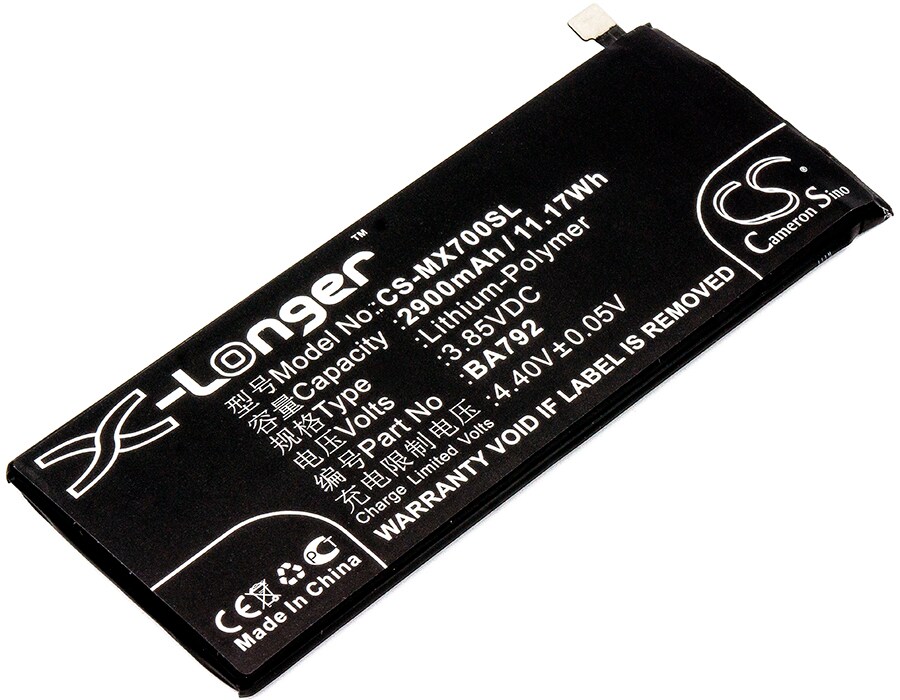 X-Longer™
型号Model No.:CS-MX700SL
容量Capacity :2900mAh / 11.17Wh
规格Type :Lithium-Polymer
电压Volts :3.85VDC
编号Part No :BA792
充电限制电压 :4.40V±0.05V
Charge Limited Volts
WARRANTY VOID IF LABEL IS REMOVED
CS®
Cameron Sino
CE PCT
Made In China